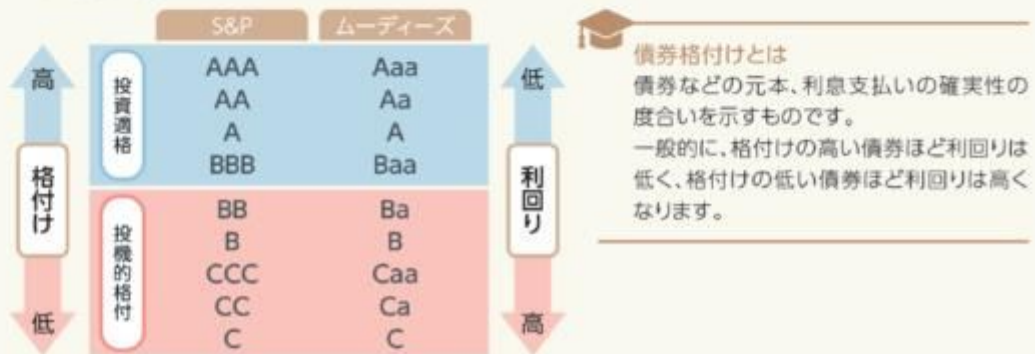 S&P ムーディーズ
高
格付け
低
投資適格
AAA Aaa
AA Aa
A A
BBB Baa
投機的格付
BB Ba
B B
CCC Caa
CC Ca
C C
低
利回り
高
債券格付けとは
債券などの元本、利息支払いの確実性の
度合いを示すものです。
一般的に、格付けの高い債券ほど利回りは
低く、格付けの低い債券ほど利回りは高く
なります。